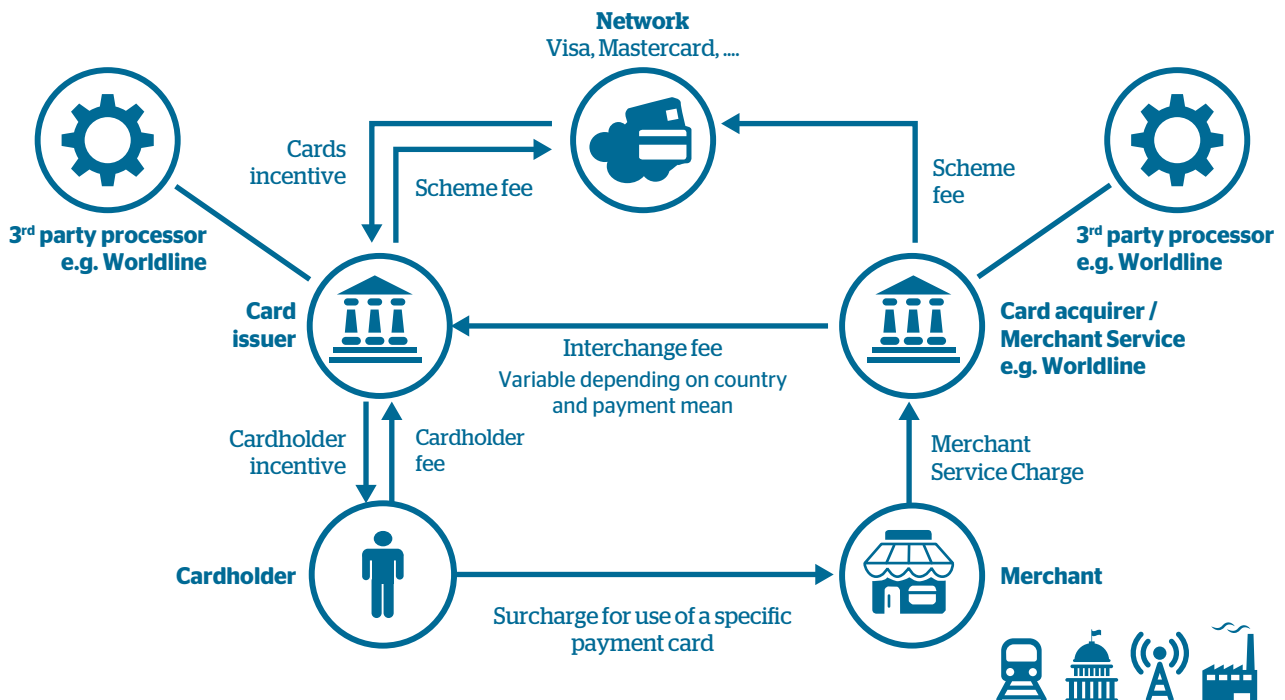 Network
Visa, Mastercard, ....
Cards
incentive
Scheme fee
Scheme
fee
3rd party processor
e.g. Worldline
3rd party processor
e.g. Worldline
Card
issuer
Interchange fee
Variable depending on country
and payment mean
Card acquirer /
Merchant Service
e.g. Worldline
Cardholder
incentive
Cardholder
fee
Merchant
Service Charge
Cardholder
Surcharge for use of a specific
payment card
Merchant